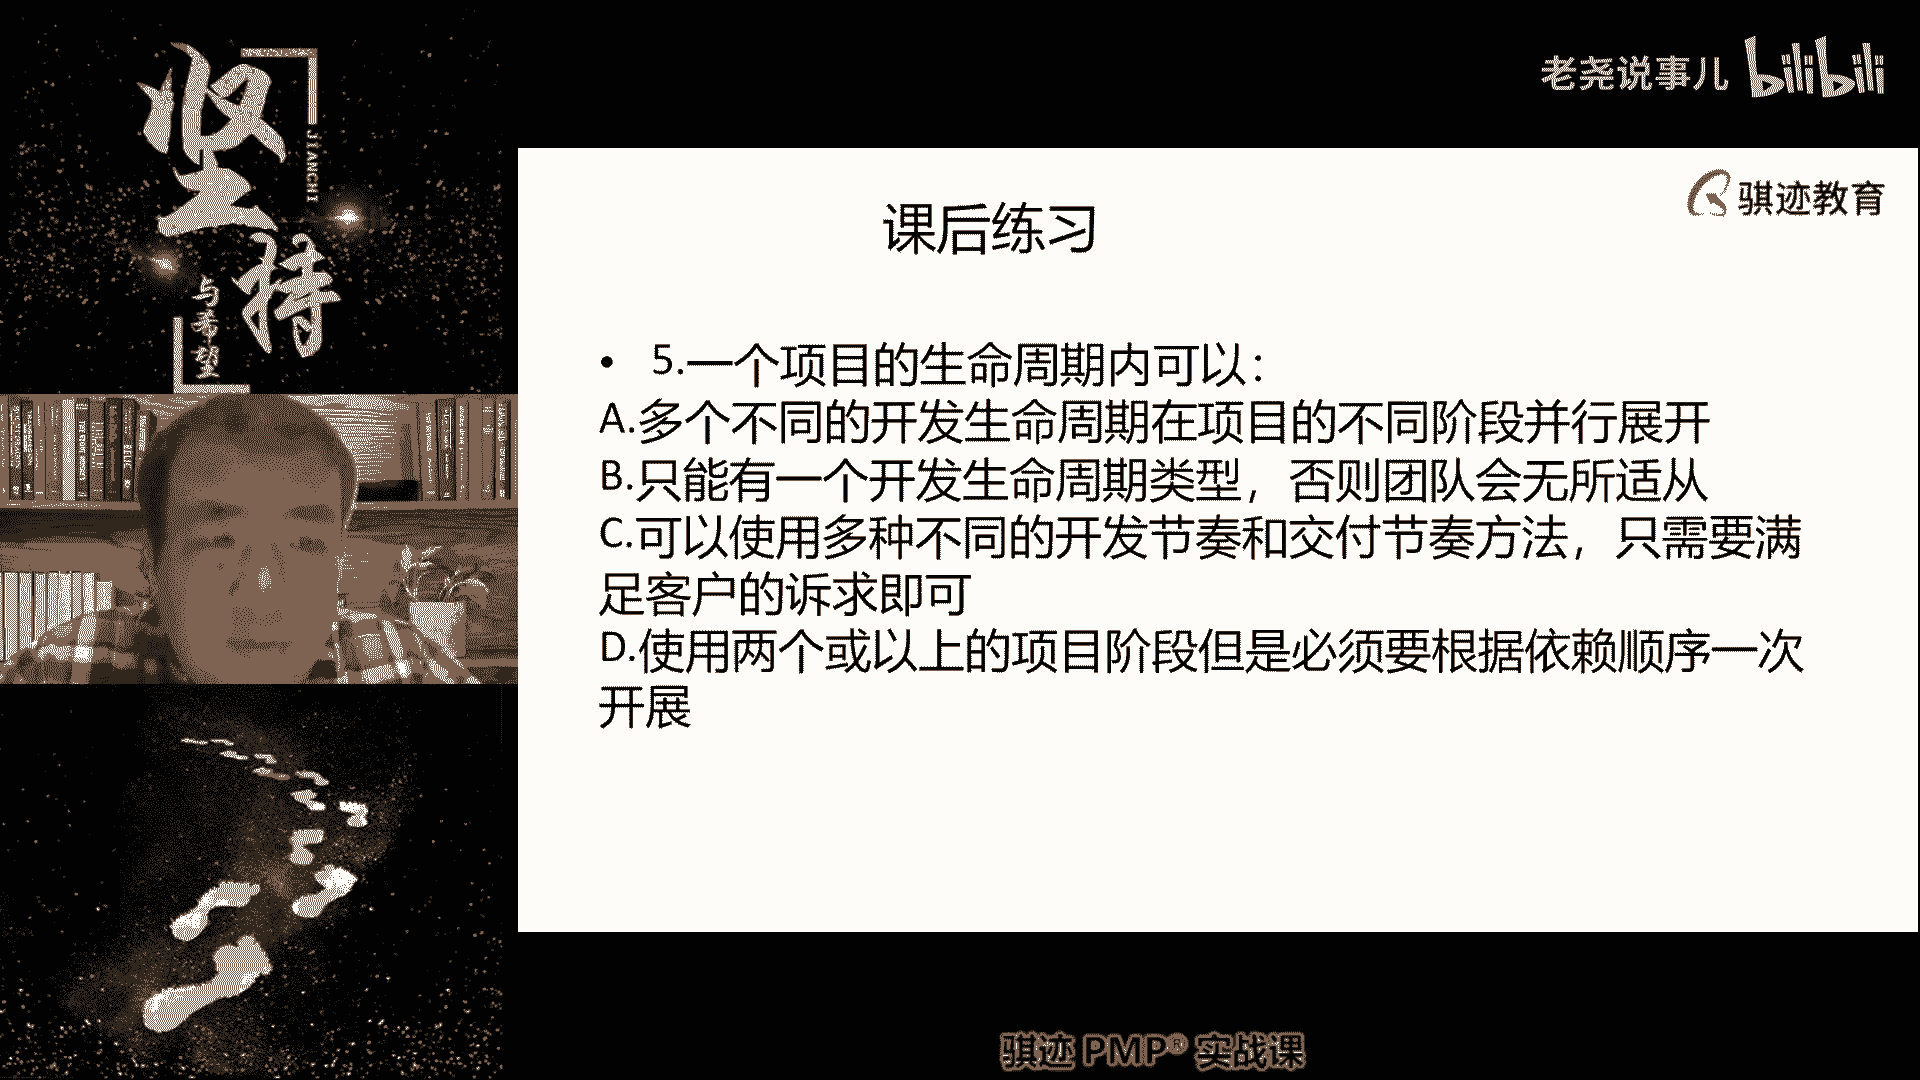 坚持
JIANCHI
与希望
老尧说事儿 bilibili
骐迹教育
课后练习
• 5.一个项目的生命周期内可以：
A.多个不同的开发生命周期在项目的不同阶段并行展开
B.只能有一个开发生命周期类型，否则团队会无所适从
C.可以使用多种不同的开发节奏和交付节奏方法，只需要满
足客户的诉求即可
D.使用两个或以上的项目阶段但是必须要根据依赖顺序一次
开展
骐迹 PMP® 实战课